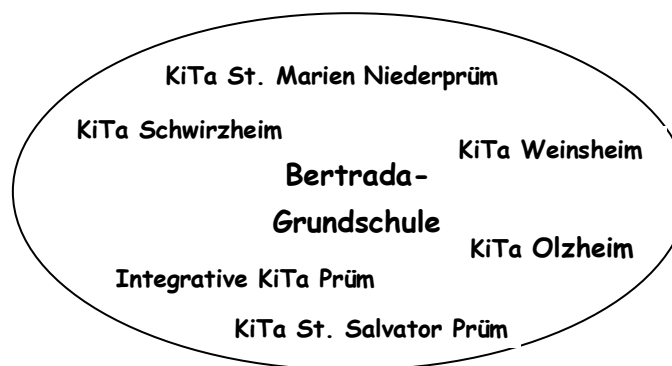 KiTa St. Marien Niederprüm
KiTa Schwirzheim
KiTa Weinsheim
Bertrada-
Grundschule
KiTa Olzheim
Integrative KiTa Prüm
KiTa St. Salvator Prüm